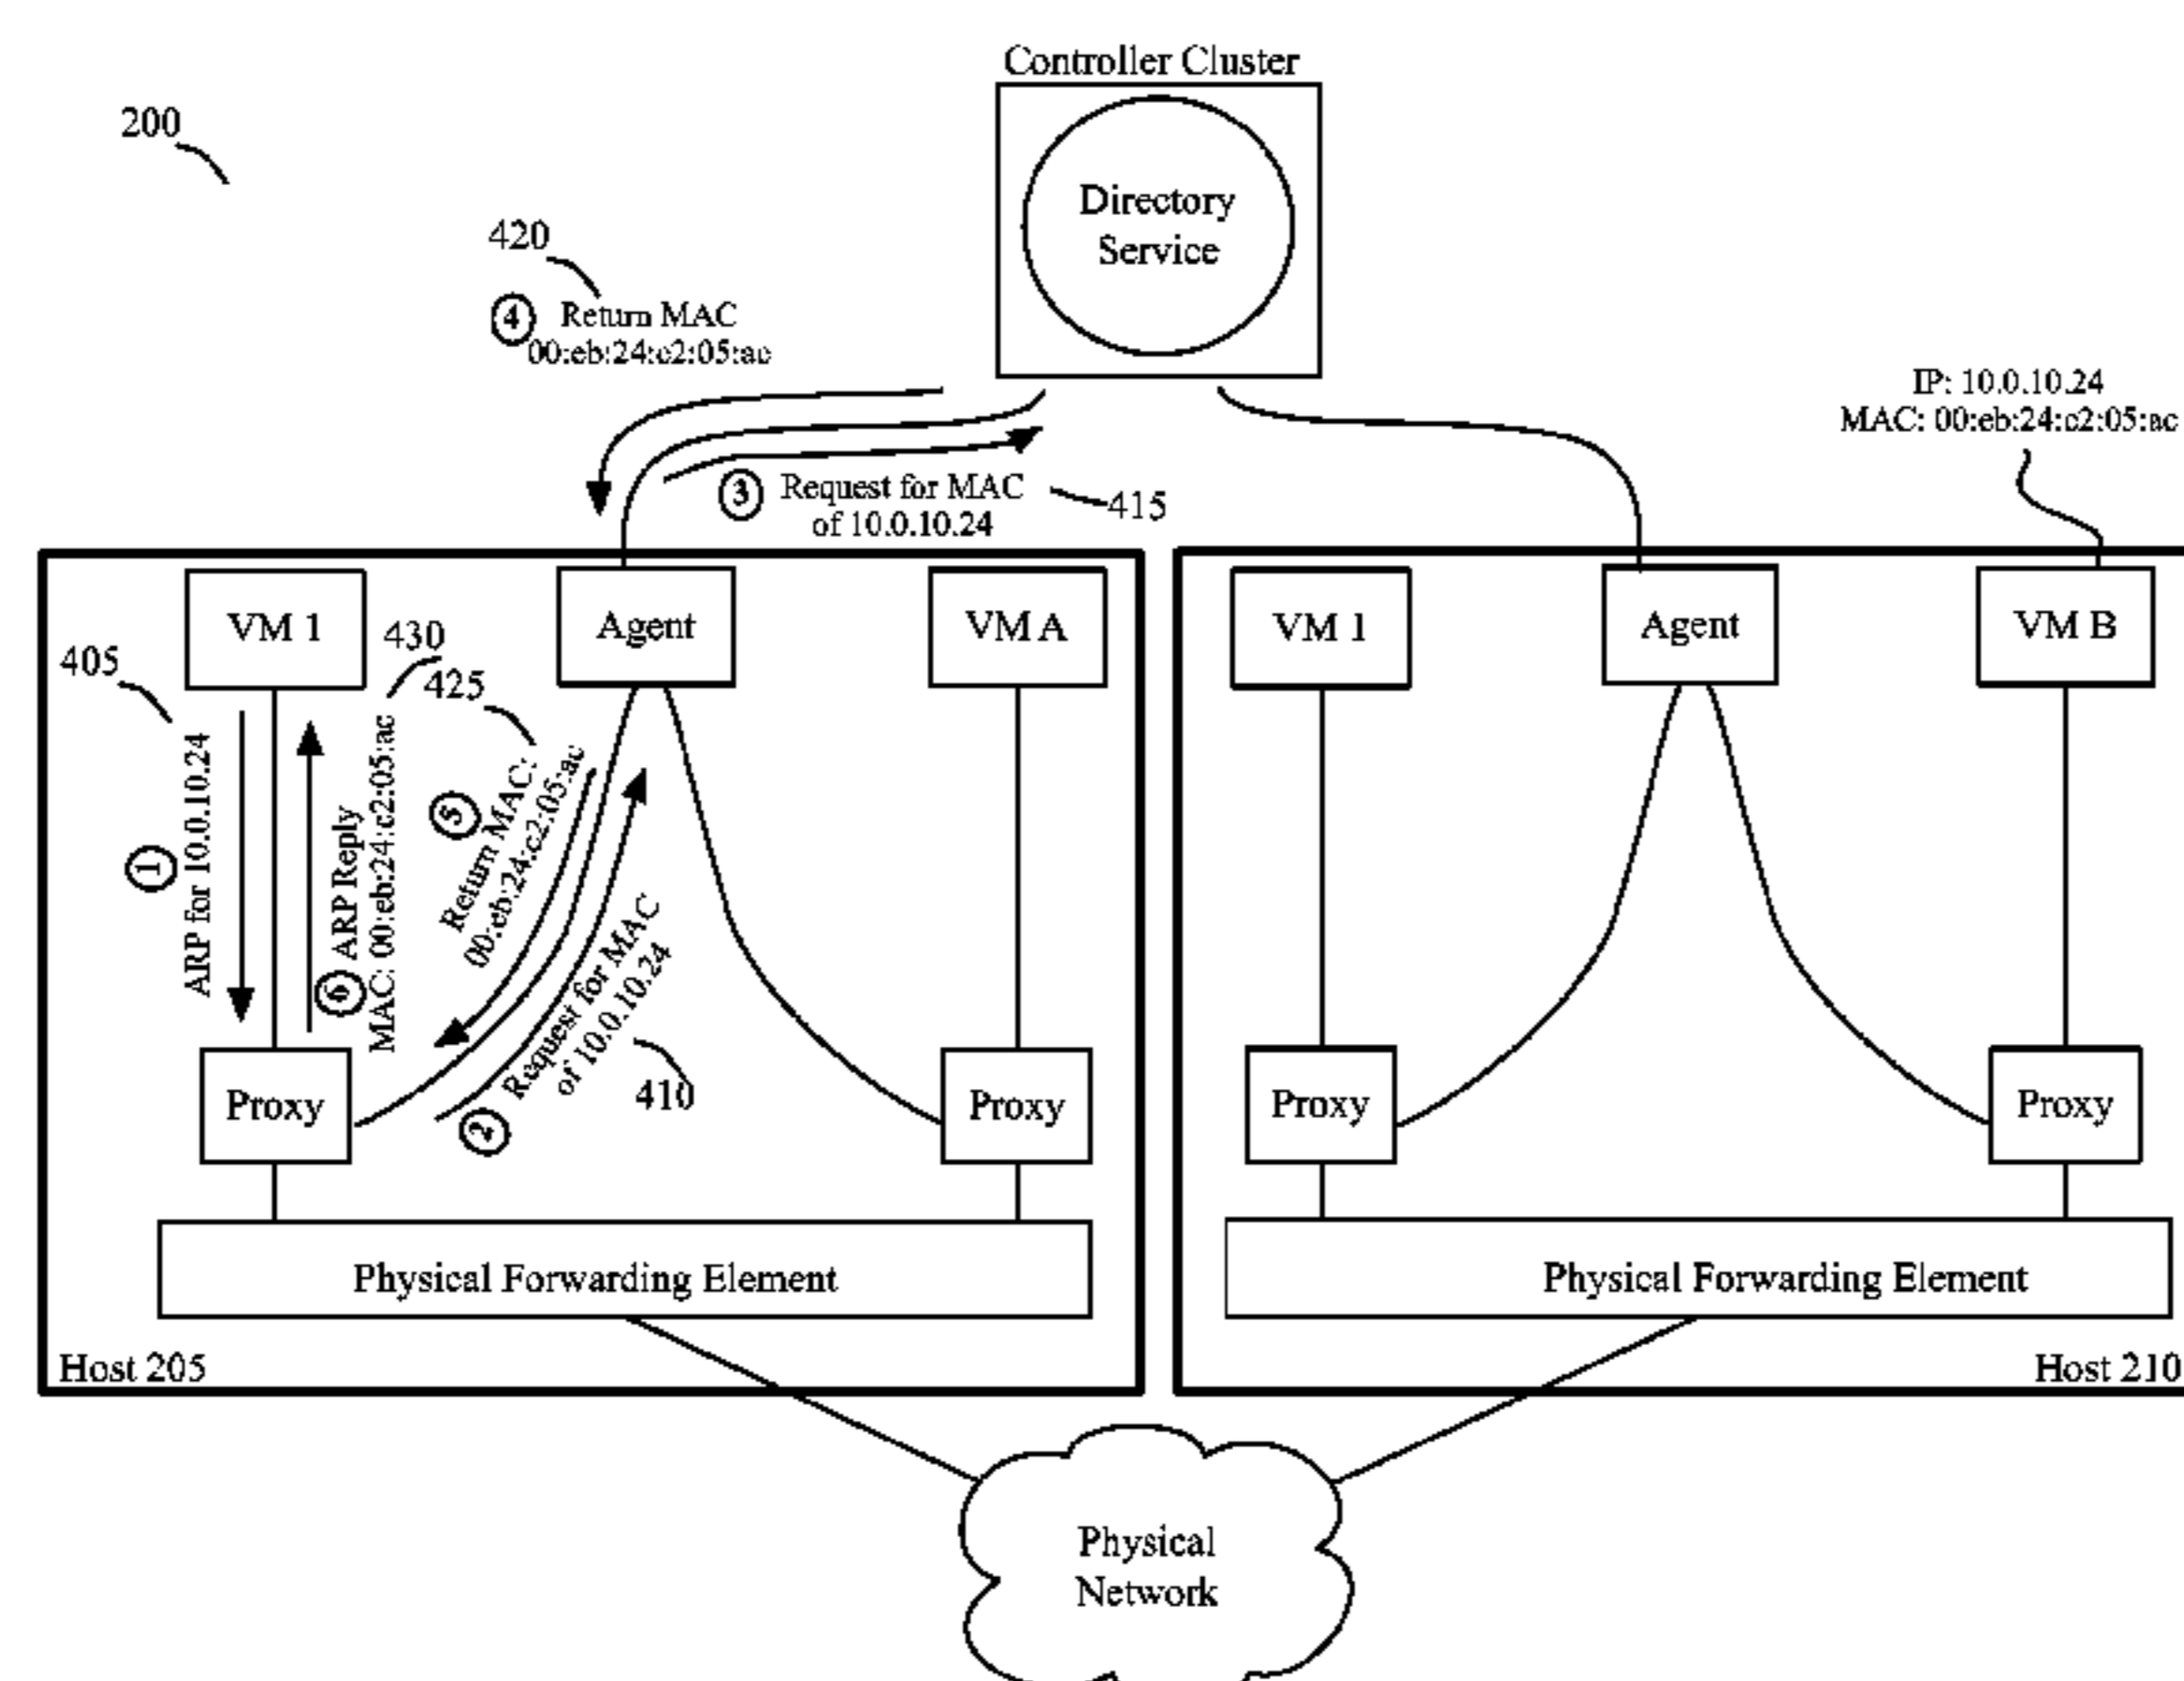 Controller Cluster
200
Directory
Service
420
④ Return MAC
00:eb:24:c2:05:ac
IP: 10.0.10.24
MAC: 00:eb:24:c2:05:ac
③ Request for MAC
of 10.0.10.24
415
VM 1
Agent
VM A
VM 1
Agent
VM B
405
430
425
① ARP for 10.0.10.24
⑥ ARP Reply
MAC: 00:eb:24:c2:05:ac
⑤ Return MAC:
00:eb:24:c2:05:ac
② Request for MAC
of 10.0.10.24
410
Proxy
Proxy
Proxy
Proxy
Physical Forwarding Element
Physical Forwarding Element
Host 205
Host 210
Physical
Network